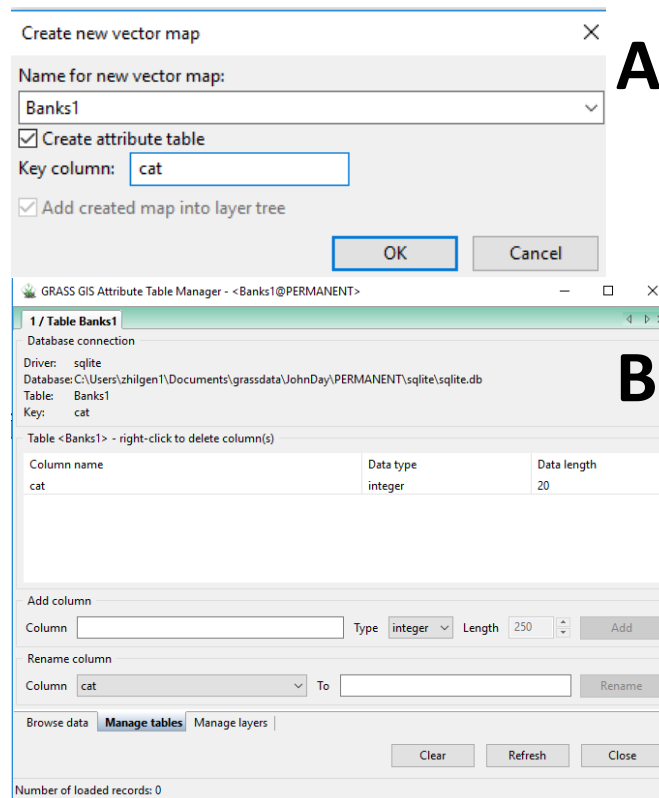 Create new vector map
A
Name for new vector map:
Banks1
Create attribute table
Key column: cat
Add created map into layer tree
OK Cancel
GRASS GIS Attribute Table Manager - <Banks1@PERMANENT>
1 / Table Banks1
Database connection
B
Driver: sqlite
Database: C:\Users\zhilgen1\Documents\grassdata\JohnDay\PERMANENT\sqlite\sqlite.db
Table: Banks1
Key: cat
Table <Banks1> - right-click to delete column(s)
Column name Data type Data length
cat integer 20
Add column
Column Type integer Length 250 Add
Rename column
Column cat To Rename
Browse data Manage tables Manage layers
Clear Refresh Close
Number of loaded records: 0